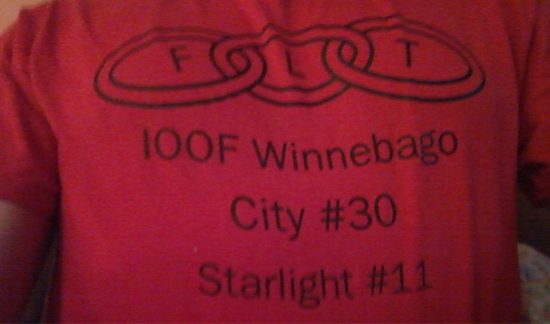 F L T
IOOF Winnebago
City #30
Starlight #11